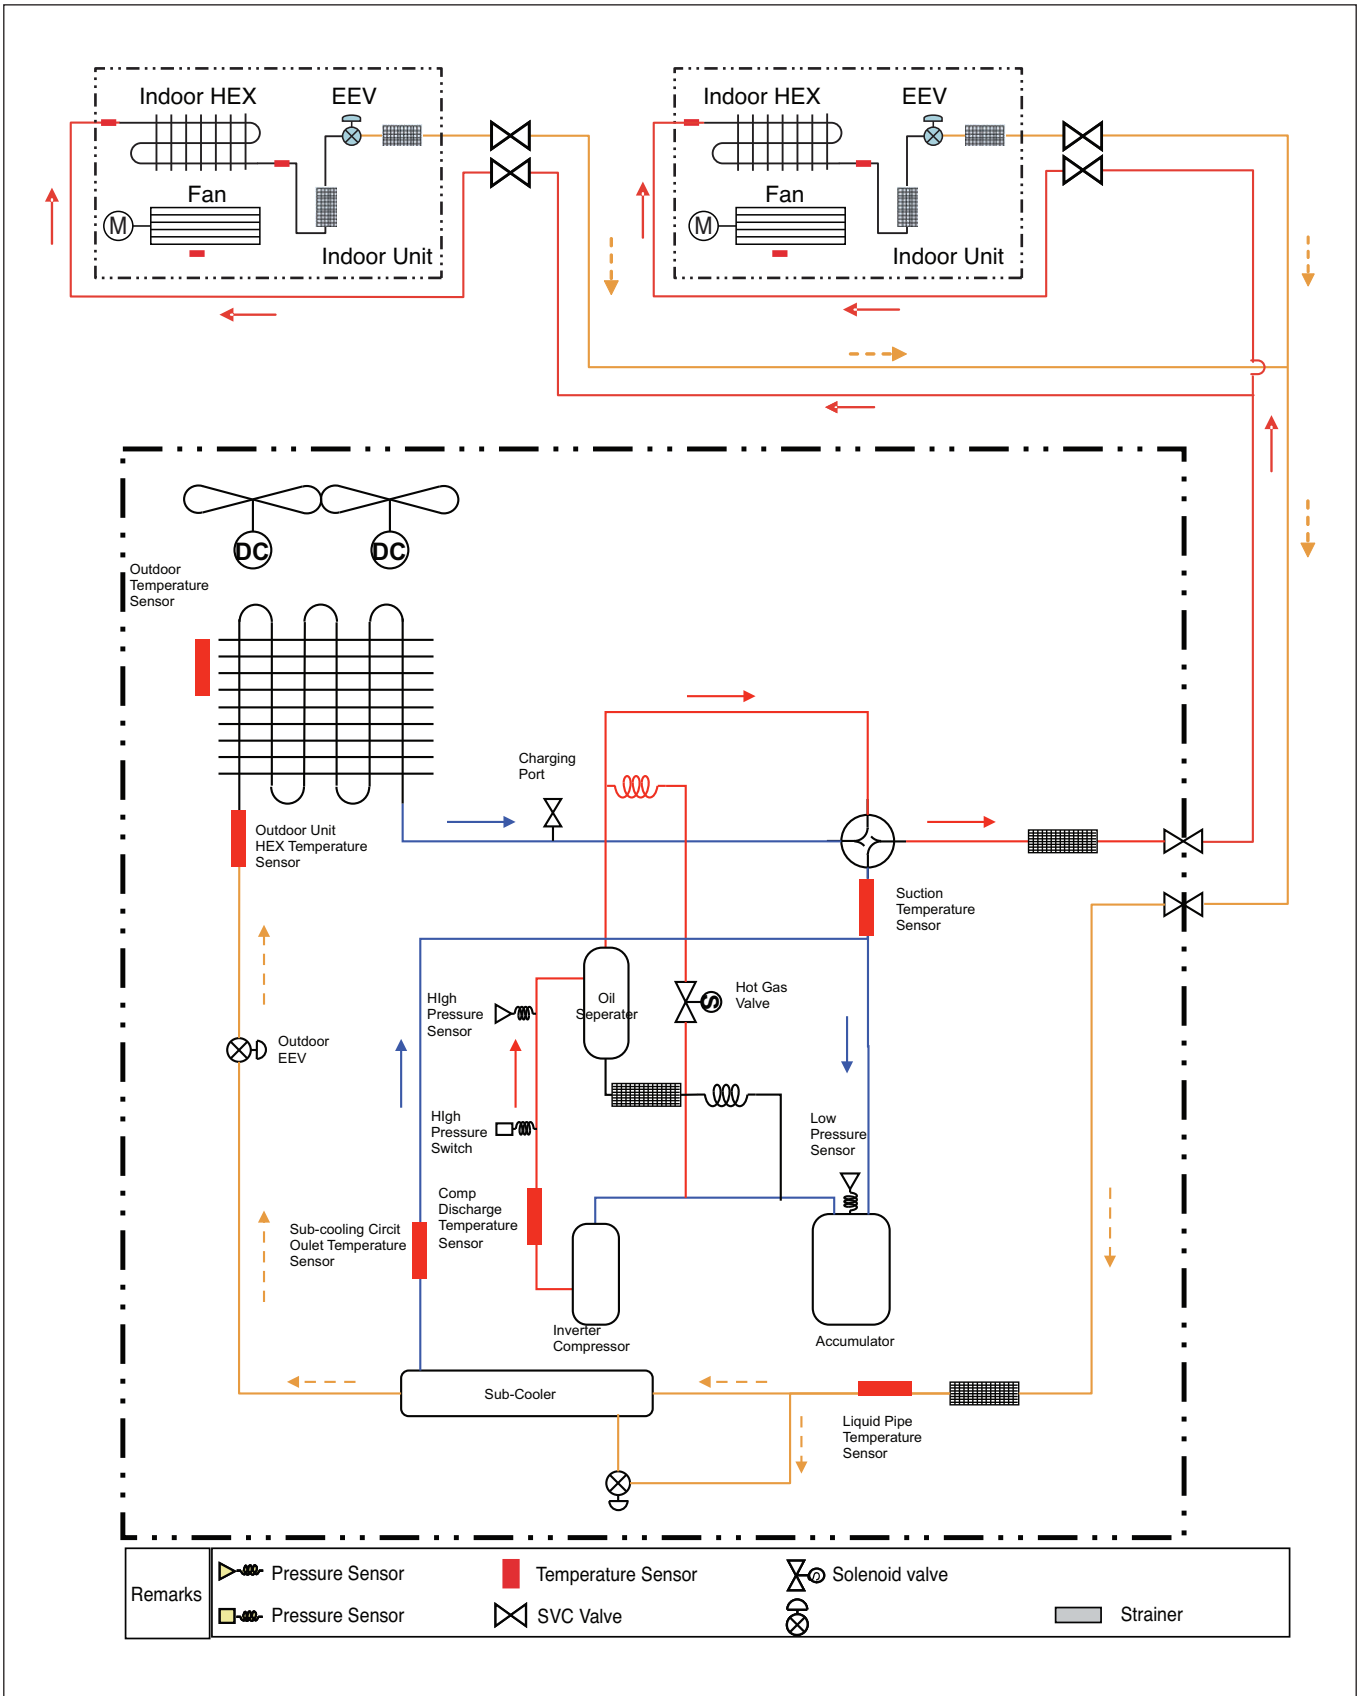 Indoor HEX
EEV
Fan
M
Indoor Unit
Indoor HEX
EEV
Fan
M
Indoor Unit
DC
DC
Outdoor
Temperature
Sensor
Charging
Port
Outdoor Unit
HEX Temperature
Sensor
Suction
Temperature
Sensor
HIgh
Pressure
Sensor
Oil
Seperater
S
Hot Gas
Valve
Outdoor
EEV
HIgh
Pressure
Switch
Low
Pressure
Sensor
Comp
Discharge
Temperature
Sensor
Sub-cooling Circit
Oulet Temperature
Sensor
Inverter
Compressor
Accumulator
Sub-Cooler
Liquid Pipe
Temperature
Sensor
Remarks
Pressure Sensor
Temperature Sensor
S
Solenoid valve
Pressure Sensor
SVC Valve
Strainer